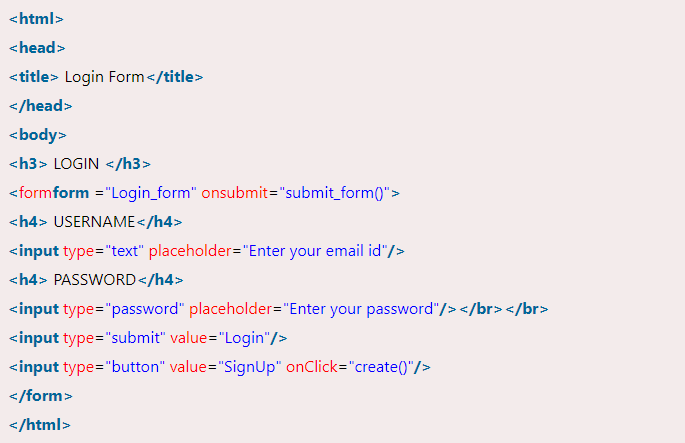 <html>
<head>
<title> Login Form</title>
</head>
<body>
<h3> LOGIN </h3>
<formform ="Login_form" onsubmit="submit_form()">
<h4> USERNAME</h4>
<input type="text" placeholder="Enter your email id"/>
<h4> PASSWORD</h4>
<input type="password" placeholder="Enter your password"/></br></br>
<input type="submit" value="Login"/>
<input type="button" value="SignUp" onClick="create()"/>
</form>
</html>